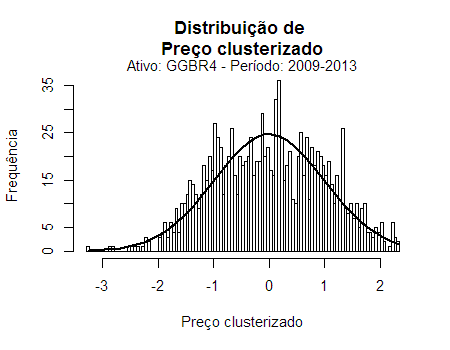 Distribuição de
Preço clusterizado
Ativo: GGBR4 - Período: 2009-2013
Frequência
35
25
15
5
0
-3 -2 -1 0 1 2
Preço clusterizado